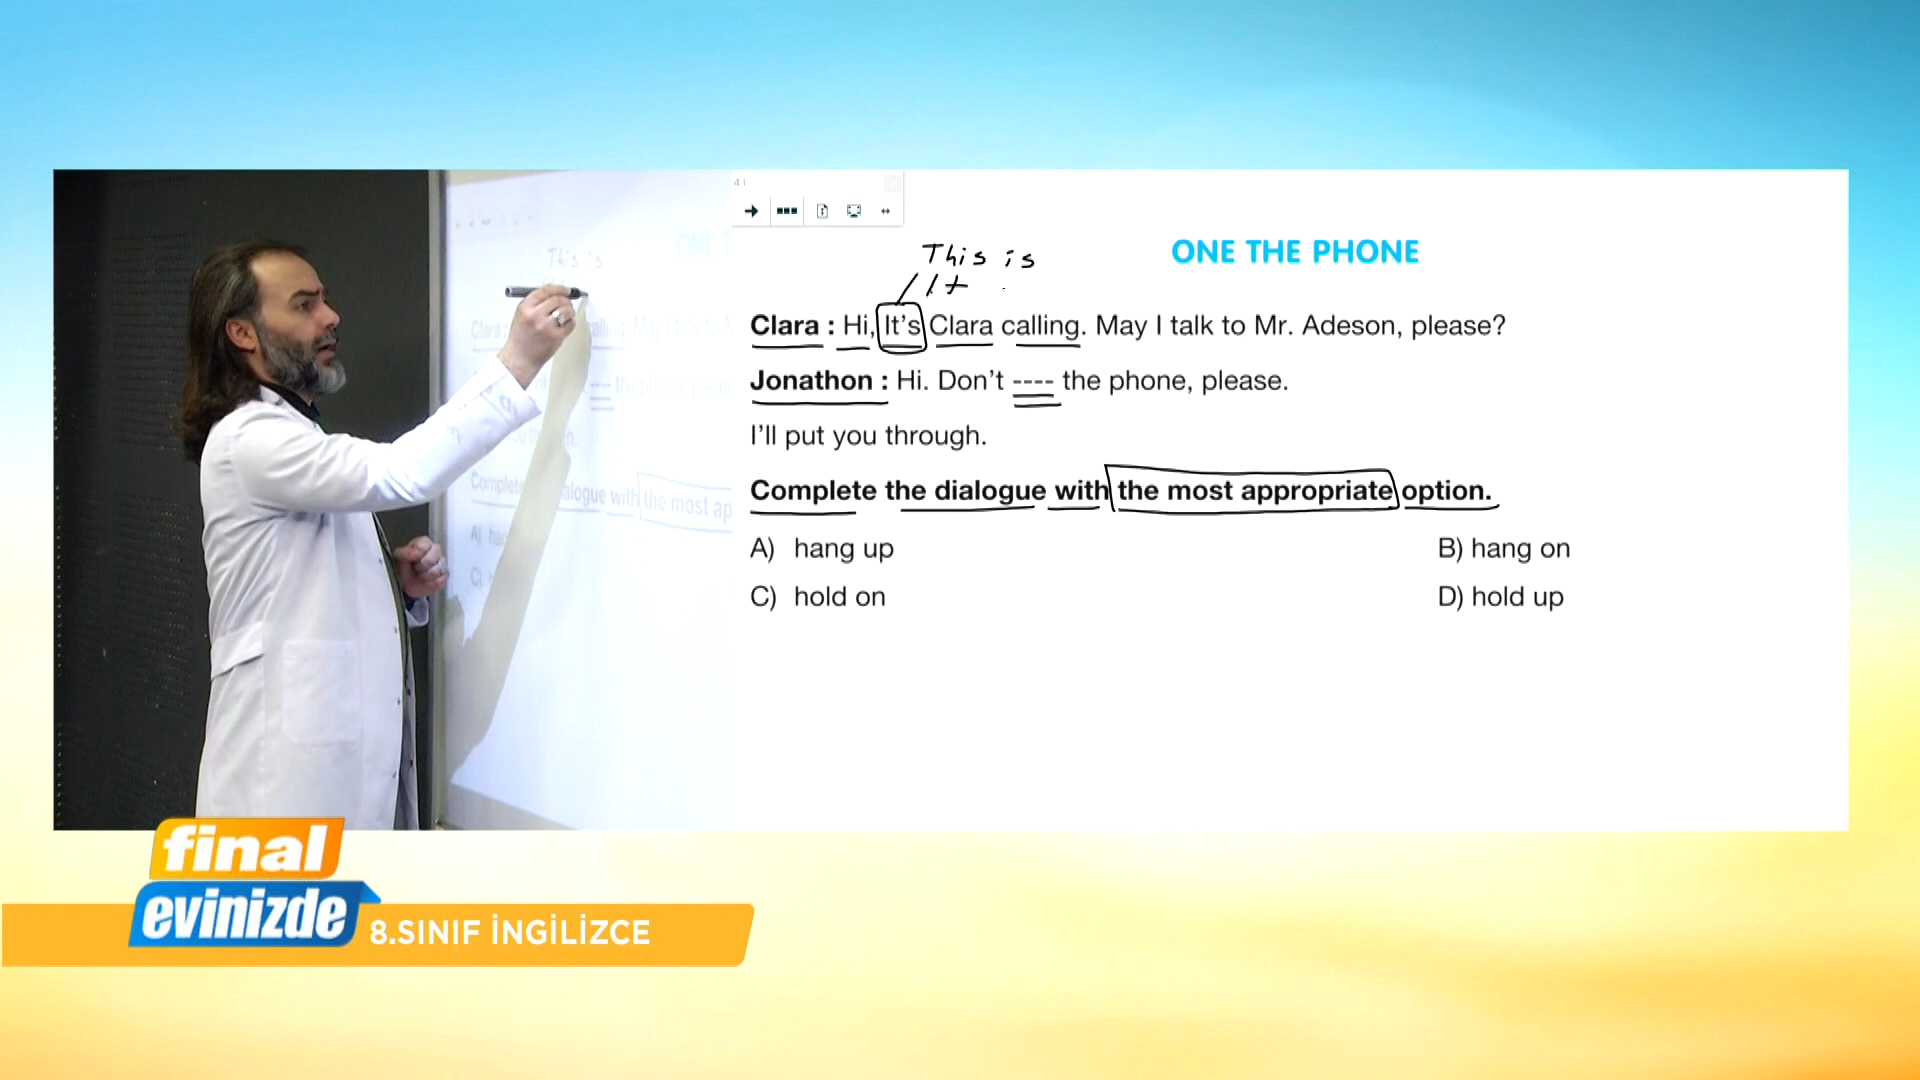 ONE THE PHONE
This is
It
Clara : Hi, It's Clara calling. May I talk to Mr. Adeson, please?
Jonathon : Hi. Don't ---- the phone, please.
I'll put you through.
Complete the dialogue with the most appropriate option.
A) hang up
B) hang on
C) hold on
D) hold up
final
evinizde
8.SINIF İNGİLİZCE